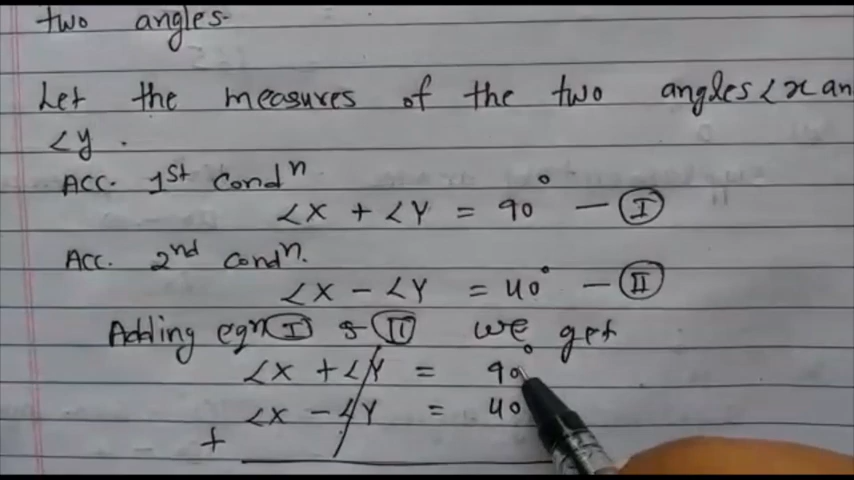 two angles.
Let the measures of the two angles ∠x an
∠y .
Acc. 1st condn
∠X + ∠Y = 90° — I
Acc. 2nd condn.
∠X - ∠Y = 40° — II
Adding eqn I & II we get
∠X + ∠Y = 90°
∠X - ∠Y = 40
+